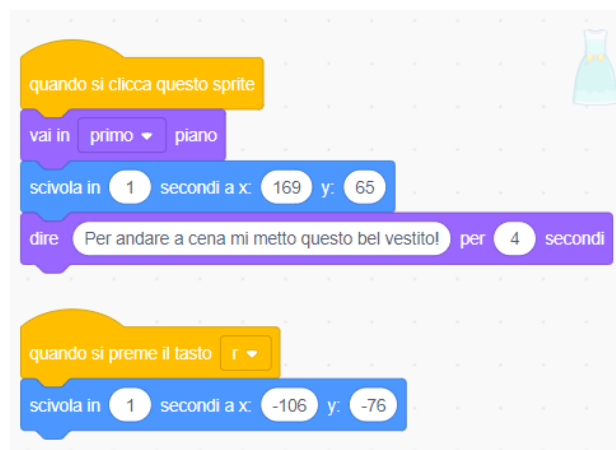 quando si clicca questo sprite
vai in primo piano
scivola in 1 secondi a x: 169 y: 65
dire Per andare a cena mi metto questo bel vestito! per 4 secondi
quando si preme il tasto r
scivola in 1 secondi a x: -106 y: -76